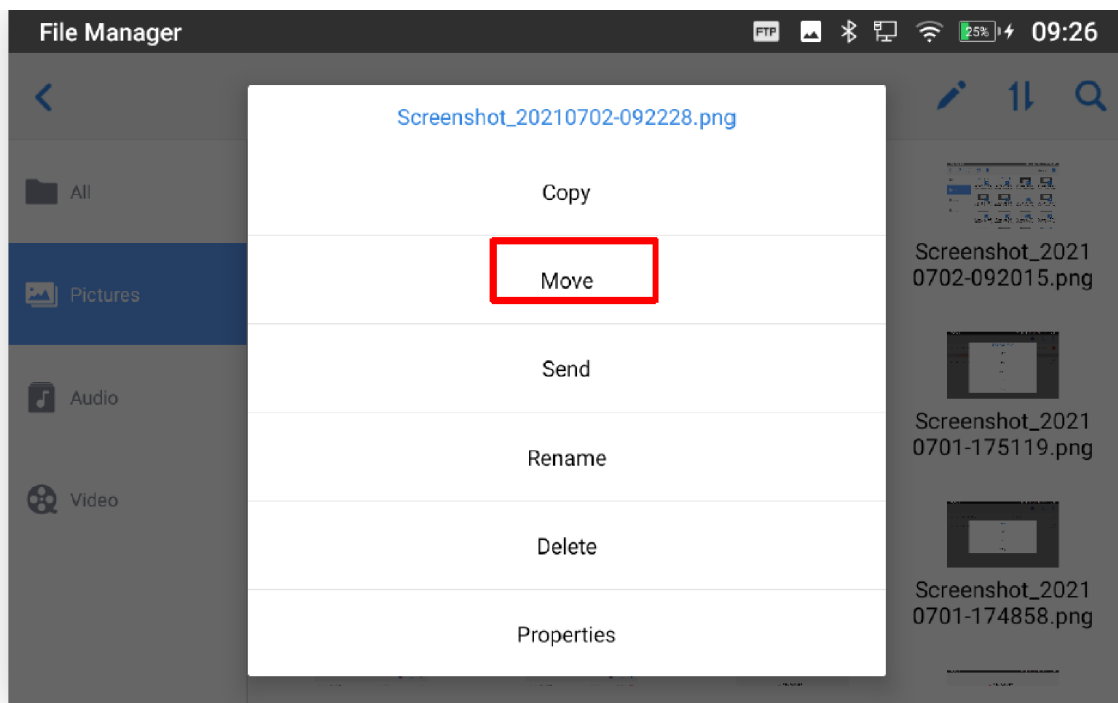 File Manager
FTP
25%
09:26
Screenshot_20210702-092228.png
Copy
Move
Send
Rename
Delete
Properties
All
Pictures
Audio
Video
Screenshot_2021
0702-092015.png
Screenshot_2021
0701-175119.png
Screenshot_2021
0701-174858.png